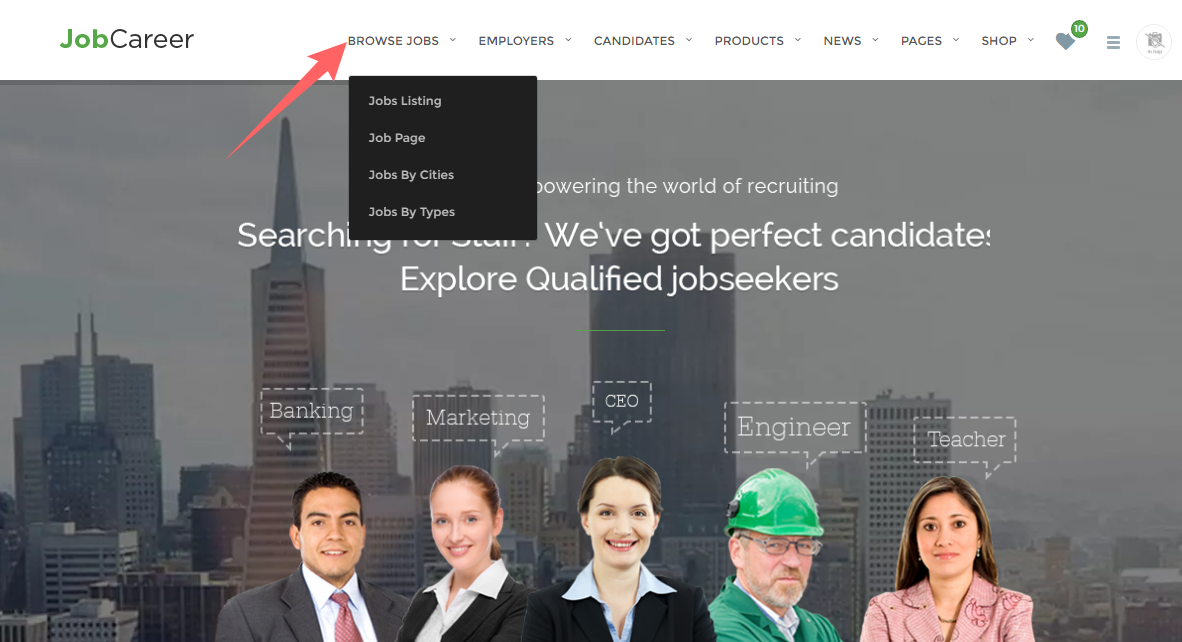 JobCareer
BROWSE JOBS EMPLOYERS CANDIDATES PRODUCTS NEWS PAGES SHOP 10
Jobs Listing
Job Page
Jobs By Cities
Jobs By Types
powering the world of recruiting
Searching for Staff? We've got perfect candidates
Explore Qualified jobseekers
Banking
Marketing
CEO
Engineer
Teacher